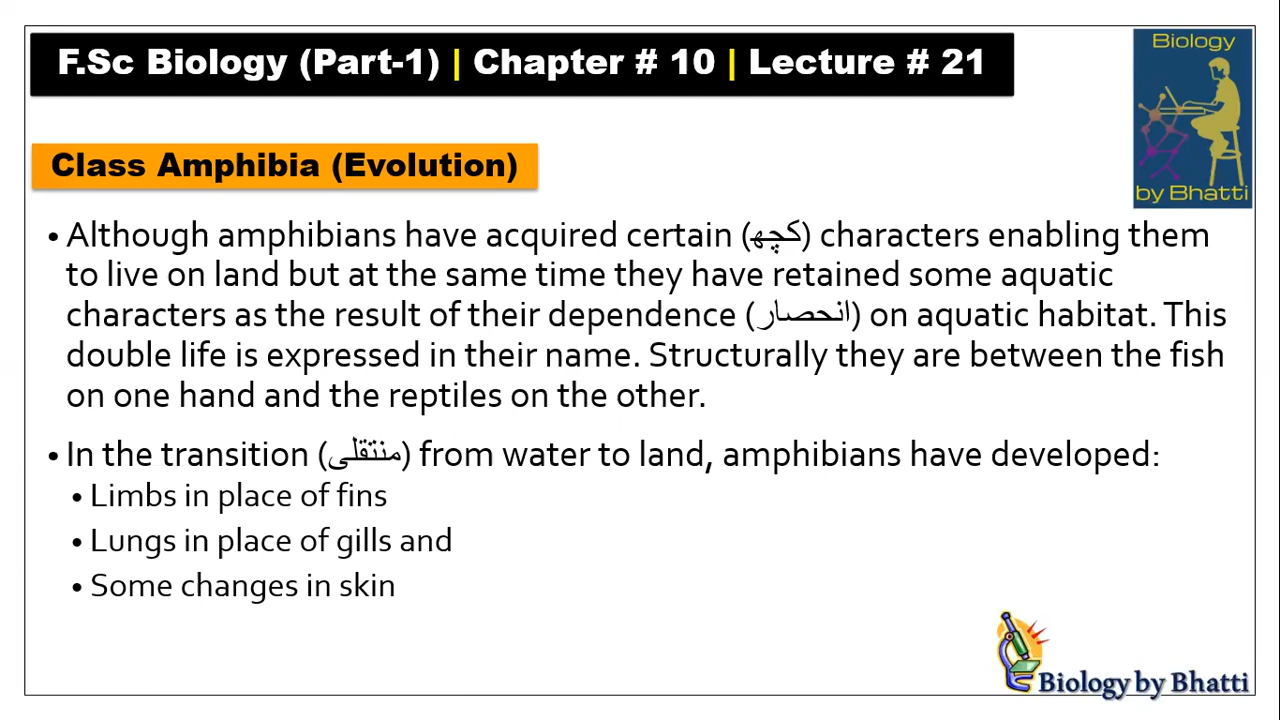 F.Sc Biology (Part-1) | Chapter # 10 | Lecture # 21
Biology
by Bhatti
Class Amphibia (Evolution)
• Although amphibians have acquired certain (کچھ) characters enabling them
to live on land but at the same time they have retained some aquatic
characters as the result of their dependence (انحصار) on aquatic habitat. This
double life is expressed in their name. Structurally they are between the fish
on one hand and the reptiles on the other.
• In the transition (منتقلی) from water to land, amphibians have developed:
• Limbs in place of fins
• Lungs in place of gills and
• Some changes in skin
Biology by Bhatti